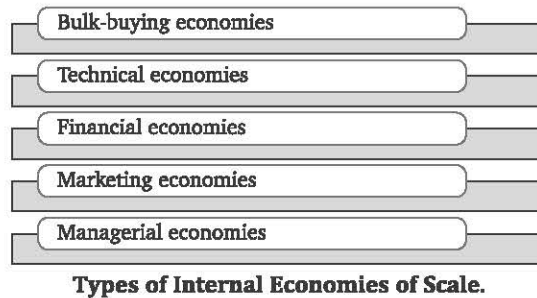 Bulk-buying economies
Technical economies
Financial economies
Marketing economies
Managerial economies
Types of Internal Economies of Scale.